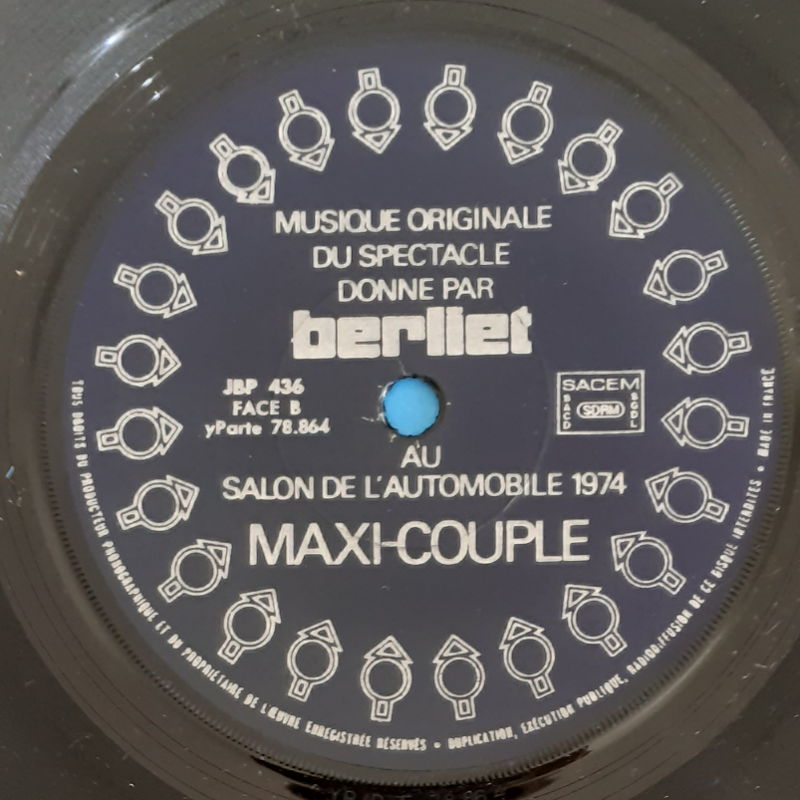 MUSIQUE ORIGINALE
DU SPECTACLE
DONNE PAR
berliet
JBP 436
FACE B
yParte 78.864
SACEM
SACD
SDRM
SGDL
AU
SALON DE L'AUTOMOBILE 1974
MAXI-COUPLE
TOUS DROITS DU PRODUCTEUR PHONOGRAPHIQUE ET DU PROPRIÉTAIRE DE L'ŒUVRE ENREGISTRÉE RÉSERVÉS • DUPLICATION, EXÉCUTION PUBLIQUE, RADIODIFFUSION DE CE DISQUE INTERDITES • MADE IN FRANCE